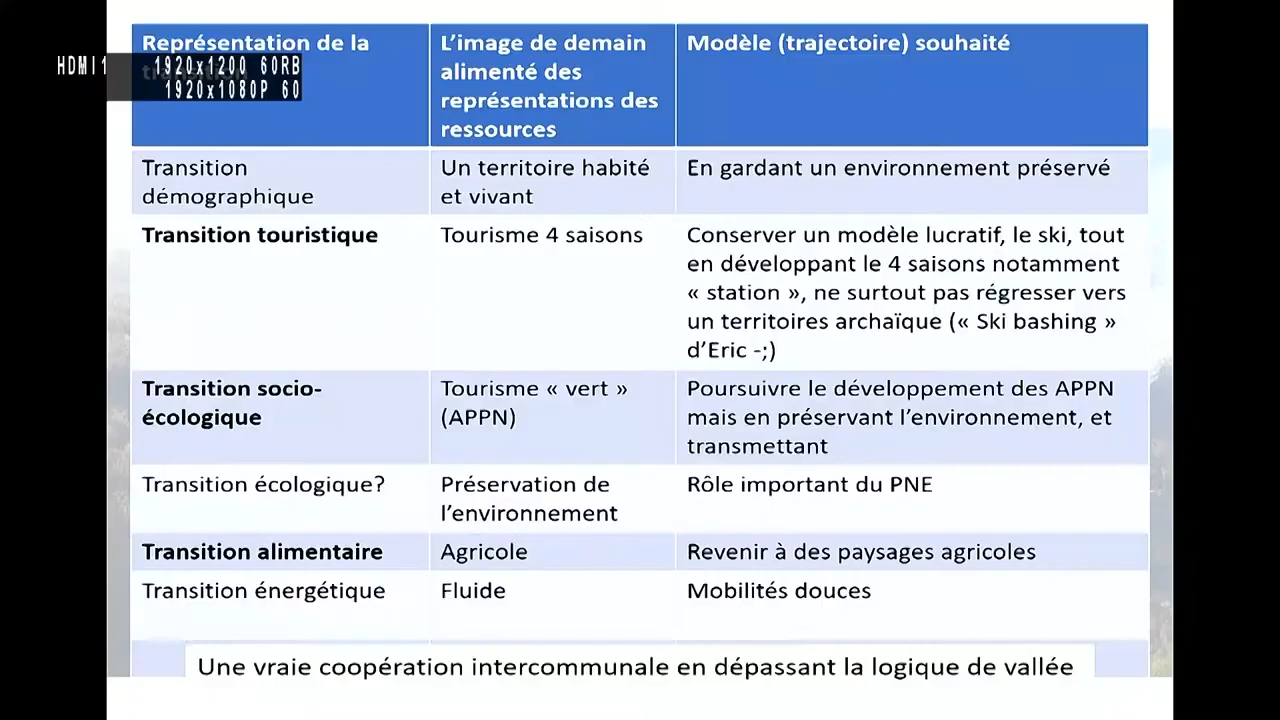 Représentation de la
L'image de demain
alimenté des
représentations des
ressources
Modèle (trajectoire) souhaité
HDMI1
1920x1200 60RB
1920x1080P 60
Transition
démographique
Un territoire habité
et vivant
En gardant un environnement préservé
Transition touristique
Tourisme 4 saisons
Conserver un modèle lucratif, le ski, tout
en développant le 4 saisons notamment
« station », ne surtout pas régresser vers
un territoires archaïque (« Ski bashing »
d'Eric -;)
Transition socio-
écologique
Tourisme « vert »
(APPN)
Poursuivre le développement des APPN
mais en préservant l'environnement, et
transmettant
Transition écologique?
Préservation de
l'environnement
Rôle important du PNE
Transition alimentaire
Agricole
Revenir à des paysages agricoles
Transition énergétique
Fluide
Mobilités douces
Une vraie coopération intercommunale en dépassant la logique de vallée